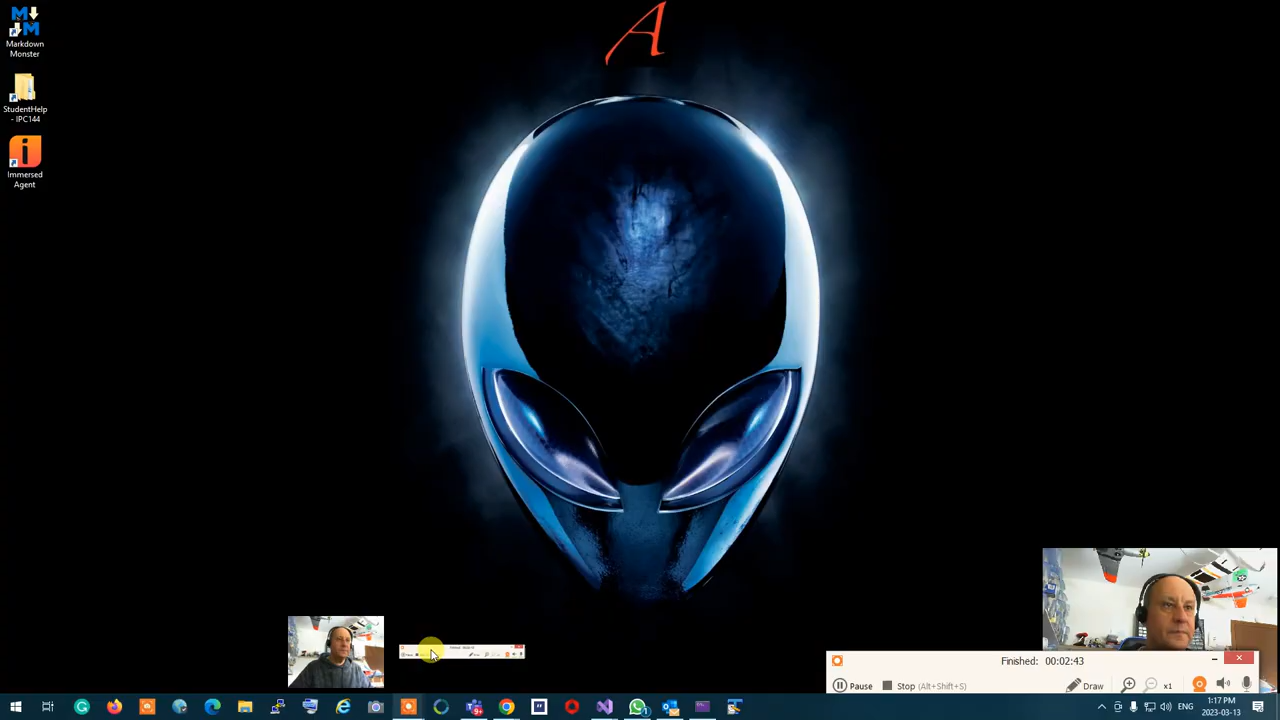 A
Markdown
Monster
StudentHelp
- IPC144
Immersed
Agent
Finished: 00:02:43
Pause
Stop (Alt+Shift+S)
Draw
x1
ENG
1:17 PM
2023-03-13